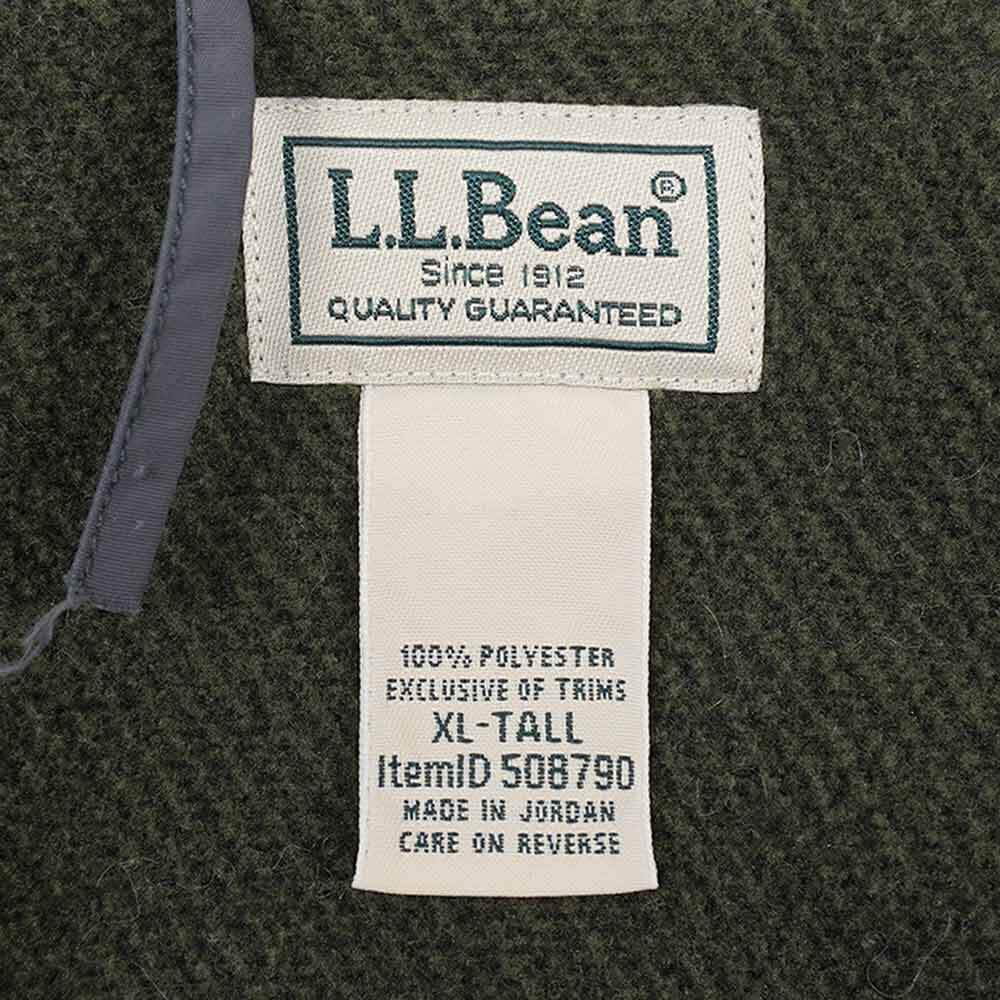 L.L.Bean®
Since 1912
QUALITY GUARANTEED
100% POLYESTER
EXCLUSIVE OF TRIMS
XL-TALL
ItemID 508790
MADE IN JORDAN
CARE ON REVERSE